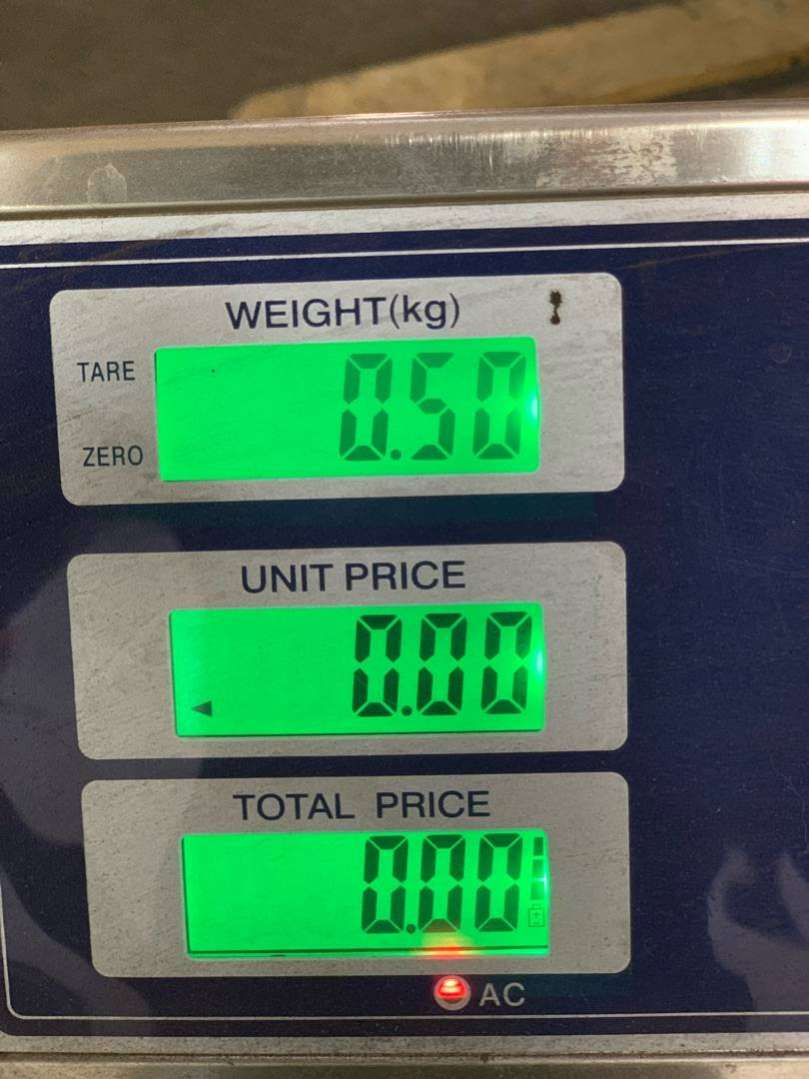 WEIGHT(kg)
TARE
0.50
ZERO
UNIT PRICE
0.00
TOTAL PRICE
0.00
AC